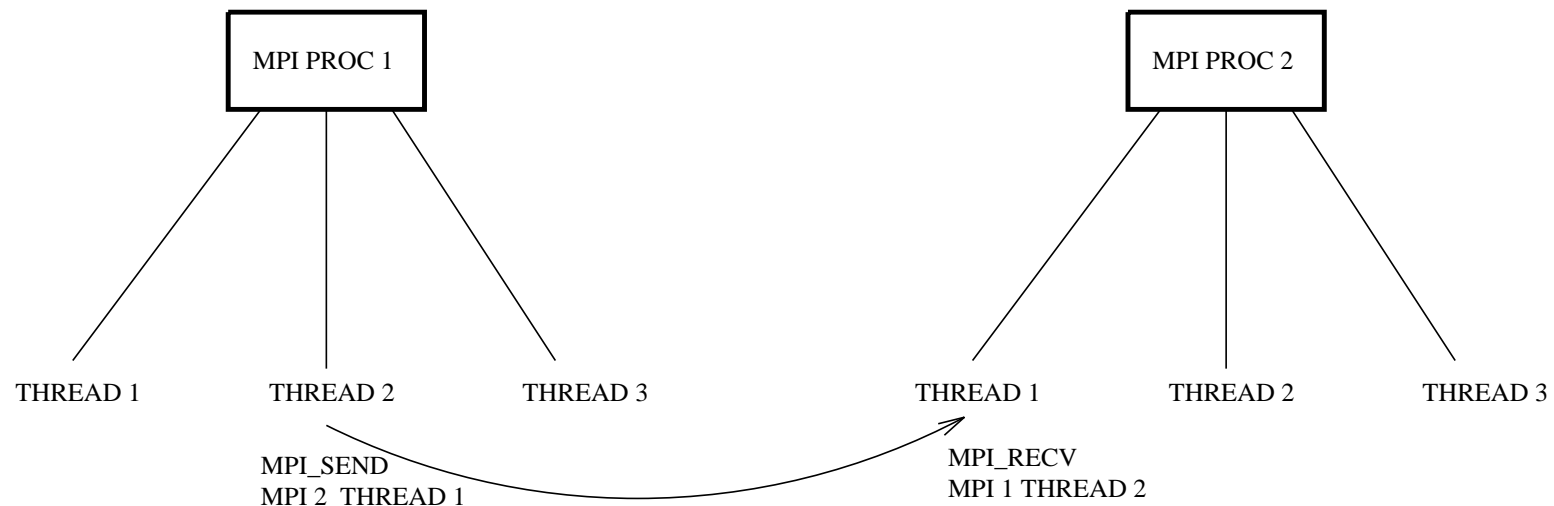 MPI PROC 1
MPI PROC 2
THREAD 1
THREAD 2
THREAD 3
THREAD 1
THREAD 2
THREAD 3
MPI_SEND
MPI 2 THREAD 1
MPI_RECV
MPI 1 THREAD 2